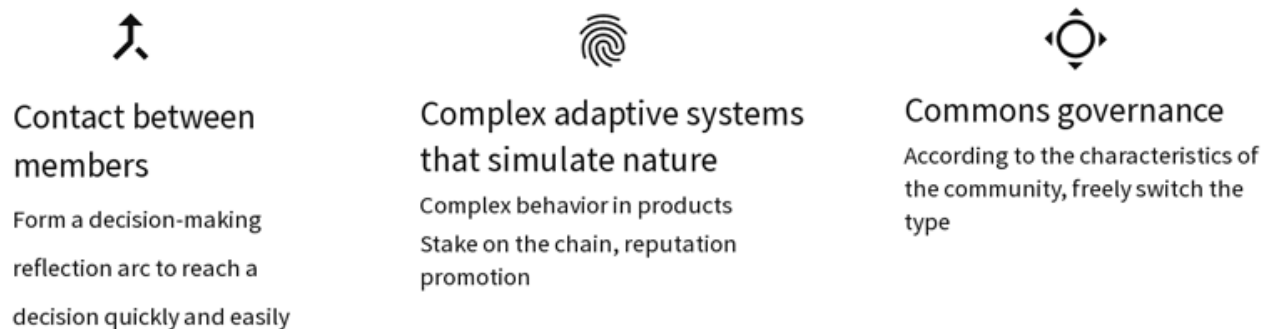 Contact between
members
Form a decision-making
reflection arc to reach a
decision quickly and easily
Complex adaptive systems
that simulate nature
Complex behavior in products
Stake on the chain, reputation
promotion
Commons governance
According to the characteristics of
the community, freely switch the
type